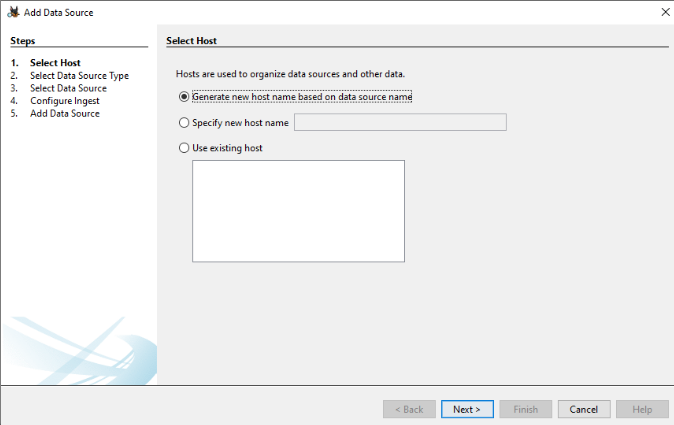 Add Data Source
Steps
1. Select Host
2. Select Data Source Type
3. Select Data Source
4. Configure Ingest
5. Add Data Source
Select Host
Hosts are used to organize data sources and other data.
Generate new host name based on data source name
Specify new host name
Use existing host
< Back
Next >
Finish
Cancel
Help